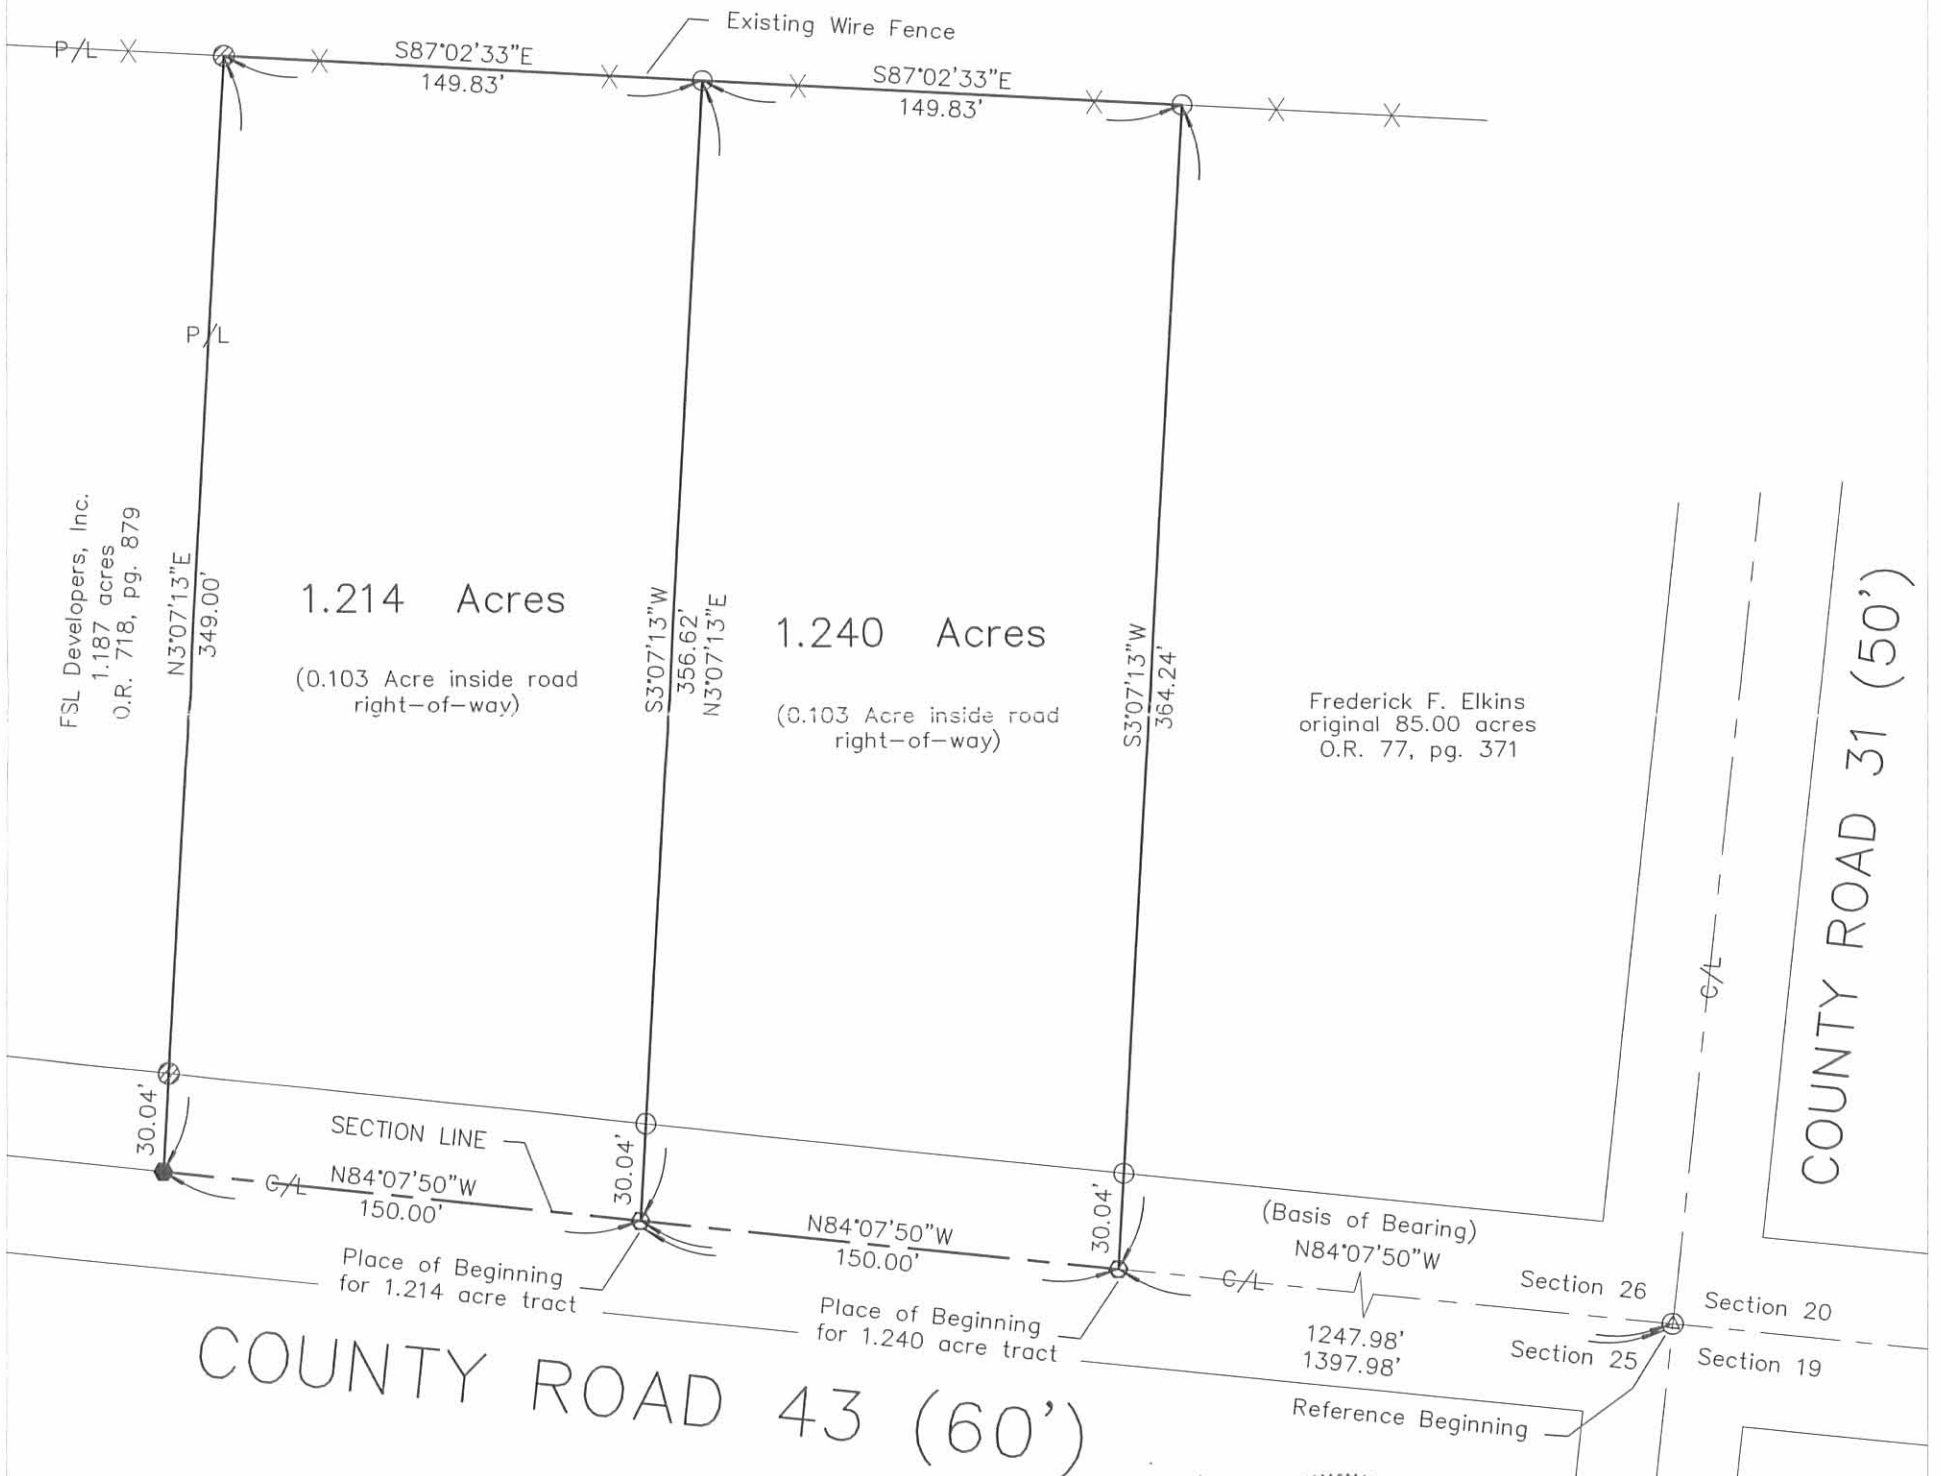 Existing Wire Fence
P/L
S87°02'33"E
149.83'
S87°02'33"E
149.83'
P/L
FSL Developers, Inc.
1.187 acres
O.R. 718, pg. 879
N3°07'13"E
349.00'
1.214 Acres
(0.103 Acre inside road
right-of-way)
S3°07'13"W
356.62'
N3°07'13"E
1.240 Acres
(0.103 Acre inside road
right-of-way)
S3°07'13"W
364.24'
Frederick F. Elkins
original 85.00 acres
O.R. 77, pg. 371
C/L
COUNTY ROAD 31 (50')
30.04'
SECTION LINE
C/L
N84°07'50"W
150.00'
30.04'
N84°07'50"W
150.00'
30.04'
(Basis of Bearing)
N84°07'50"W
C/L
1247.98'
1397.98'
Section 26
Section 20
Section 25
Section 19
Place of Beginning
for 1.214 acre tract
Place of Beginning
for 1.240 acre tract
Reference Beginning
COUNTY ROAD 43 (60')